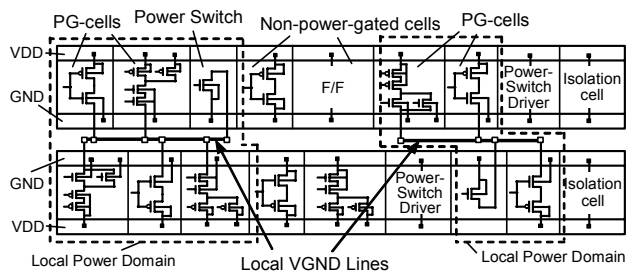 PG-cells Power Switch Non-power-gated cells PG-cells
VDD
F/F
Power-
Switch
Driver
Isolation
cell
GND
GND
Power-
Switch
Driver
Isolation
cell
VDD
Local Power Domain
Local VGND Lines
Local Power Domain